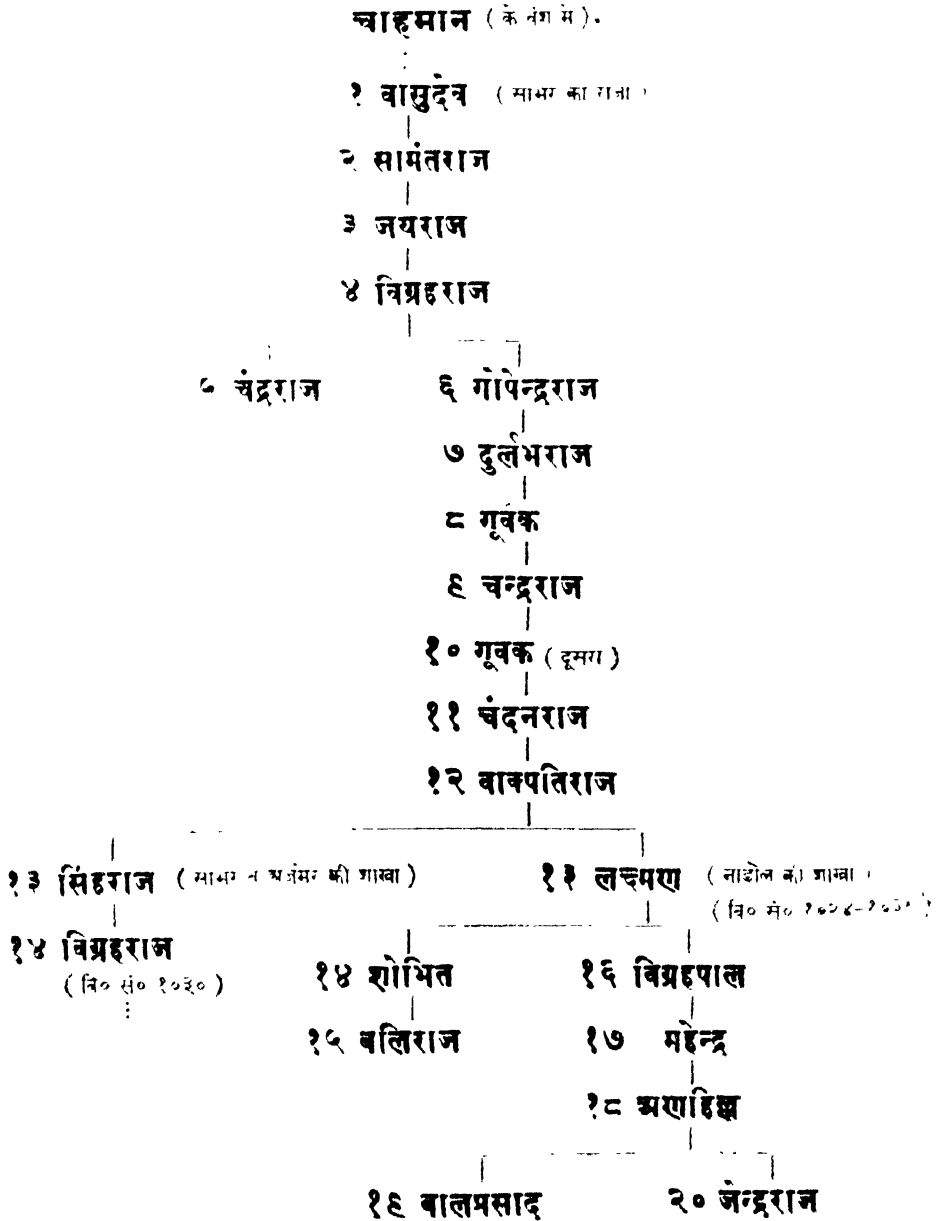 चाहमान (के वंश में).
१ वासुदेव (सांभर का राजा)
२ सामंतराज
३ जयराज
४ विग्रहराज
५ चंद्रराज ६ गोपेन्द्रराज
७ दुर्लभराज
८ गूवक
९ चन्द्रराज
१० गूवक (दूसरा)
११ चंदनराज
१२ वाक्पतिराज
१३ सिंहराज (सांभर व अजमेर की शाखा) १३ लक्ष्मण (नाडोल की शाखा)
(वि० सं०
१४ विग्रहराज
(वि० सं० १०३०)
१४ शोभित १६ विग्रहपाल
१५ बलिराज १७ महेन्द्र
१८ अणहिल्ल
१९ बालप्रसाद २० जेन्द्रराज